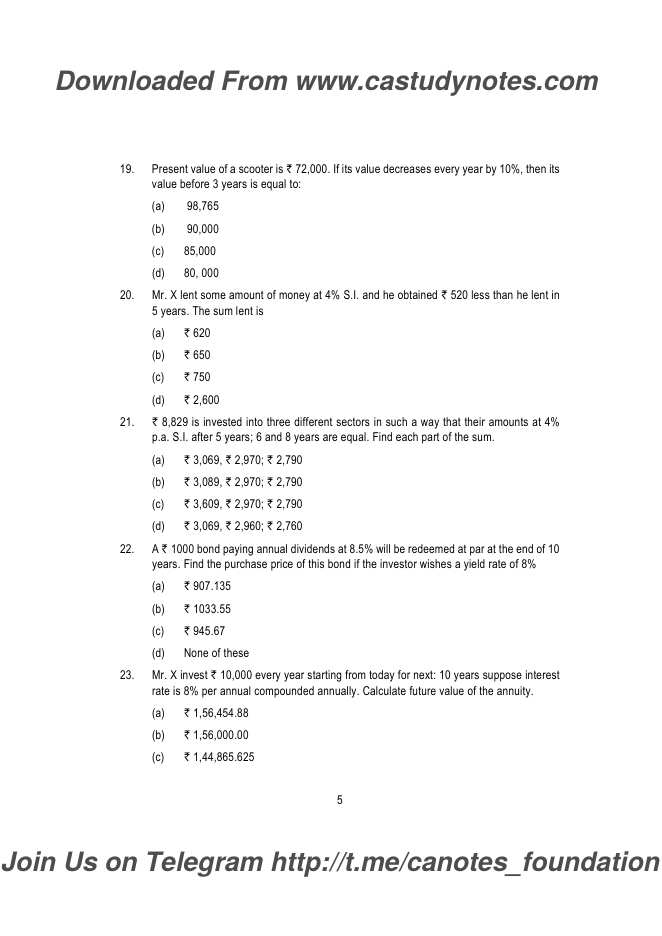 Downloaded From www.castudynotes.com
19. Present value of a scooter is ₹ 72,000. If its value decreases every year by 10%, then its
value before 3 years is equal to:
(a) 98,765
(b) 90,000
(c) 85,000
(d) 80, 000
20. Mr. X lent some amount of money at 4% S.I. and he obtained ₹ 520 less than he lent in
5 years. The sum lent is
(a) ₹ 620
(b) ₹ 650
(c) ₹ 750
(d) ₹ 2,600
21. ₹ 8,829 is invested into three different sectors in such a way that their amounts at 4%
p.a. S.I. after 5 years; 6 and 8 years are equal. Find each part of the sum.
(a) ₹ 3,069, ₹ 2,970; ₹ 2,790
(b) ₹ 3,089, ₹ 2,970; ₹ 2,790
(c) ₹ 3,609, ₹ 2,970; ₹ 2,790
(d) ₹ 3,069, ₹ 2,960; ₹ 2,760
22. A ₹ 1000 bond paying annual dividends at 8.5% will be redeemed at par at the end of 10
years. Find the purchase price of this bond if the investor wishes a yield rate of 8%
(a) ₹ 907.135
(b) ₹ 1033.55
(c) ₹ 945.67
(d) None of these
23. Mr. X invest ₹ 10,000 every year starting from today for next: 10 years suppose interest
rate is 8% per annual compounded annually. Calculate future value of the annuity.
(a) ₹ 1,56,454.88
(b) ₹ 1,56,000.00
(c) ₹ 1,44,865.625
5
Join Us on Telegram http://t.me/canotes_foundation